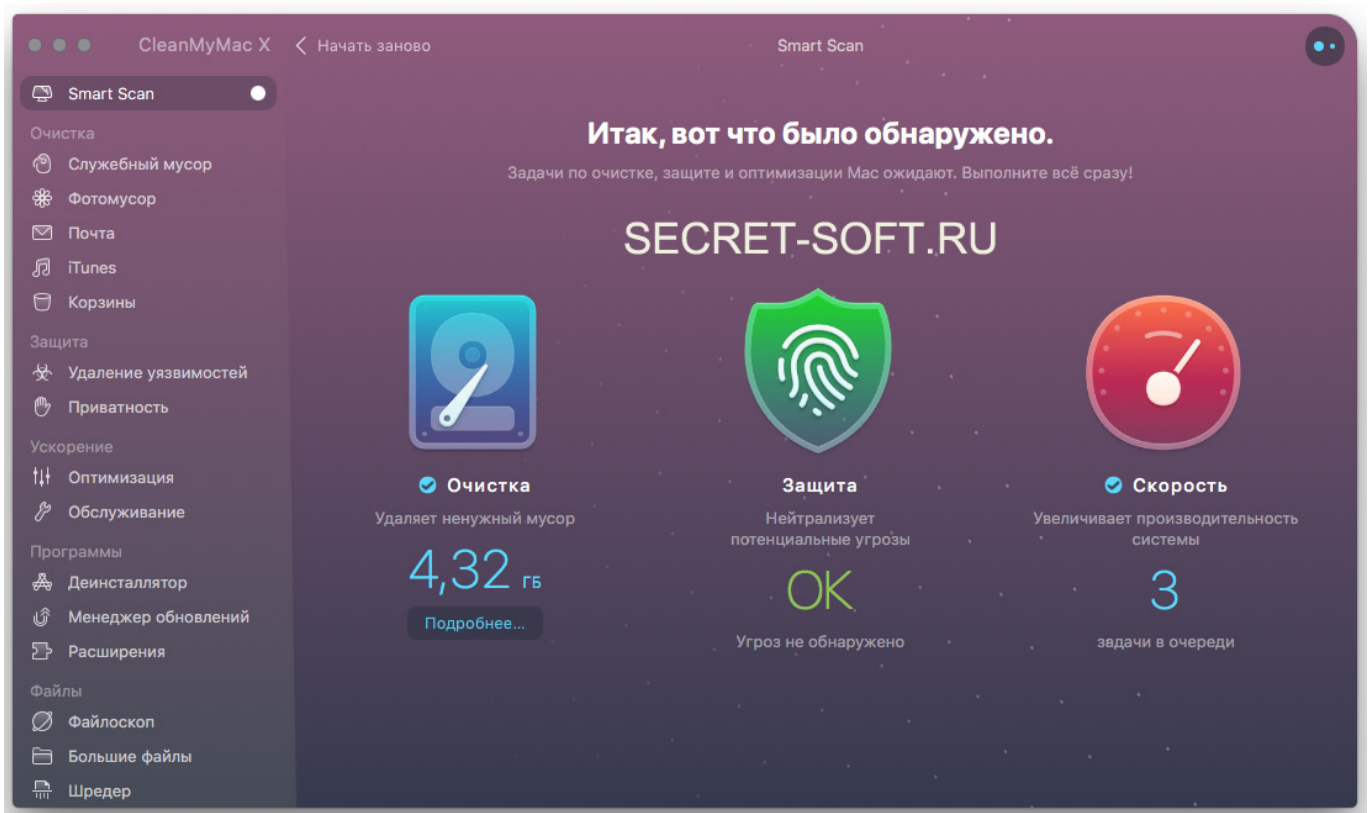 CleanMyMac X
Начать заново
Smart Scan
Smart Scan
Очистка
Служебный мусор
Фотомусор
Почта
iTunes
Корзины
Защита
Удаление уязвимостей
Приватность
Ускорение
Оптимизация
Обслуживание
Программы
Деинсталлятор
Менеджер обновлений
Расширения
Файлы
Файлоскоп
Большие файлы
Шредер
Итак, вот что было обнаружено.
Задачи по очистке, защите и оптимизации Mac ожидают. Выполните всё сразу!
SECRET-SOFT.RU
Очистка
Удаляет ненужный мусор
4,32 ГБ
Подробнее...
Защита
Нейтрализует
потенциальные угрозы
OK
Угроз не обнаружено
Скорость
Увеличивает производительность
системы
3
задачи в очереди